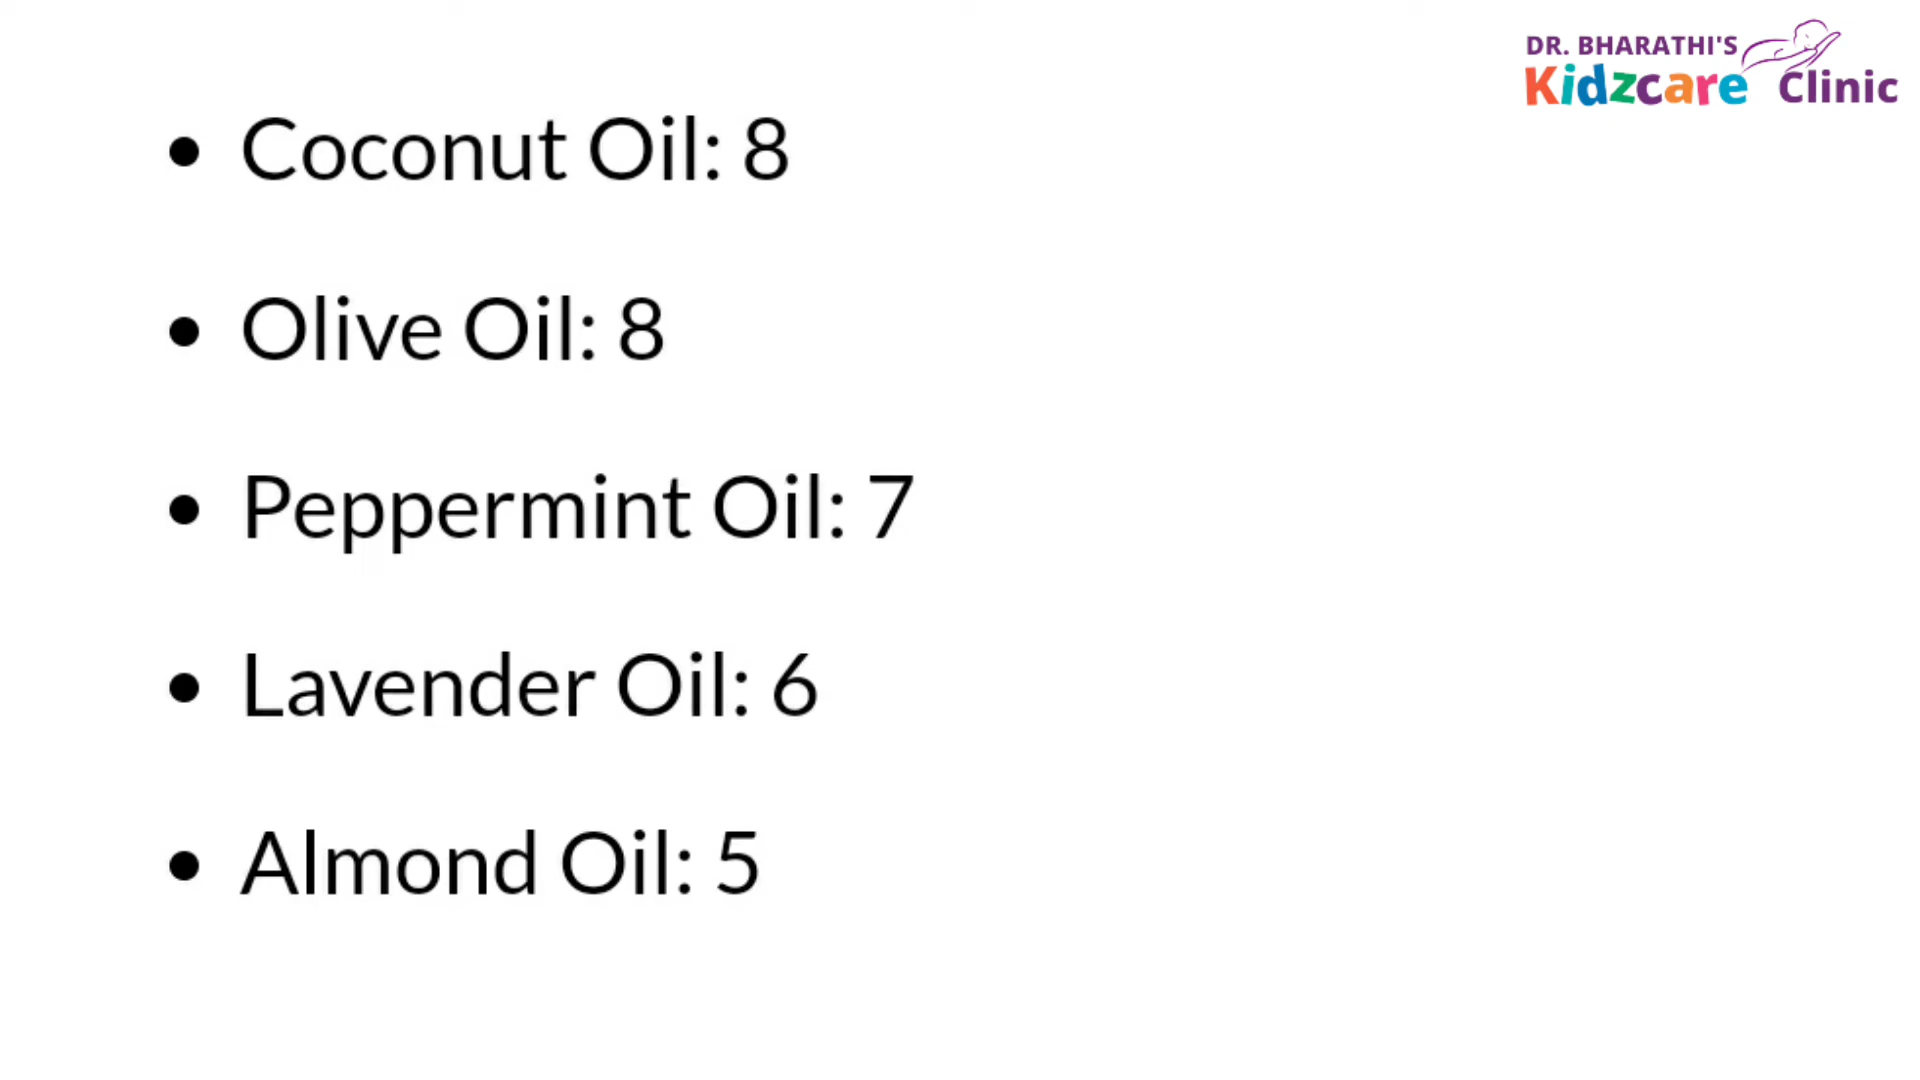 DR. BHARATHI'S
Kidzcare Clinic
• Coconut Oil: 8
• Olive Oil: 8
• Peppermint Oil: 7
• Lavender Oil: 6
• Almond Oil: 5